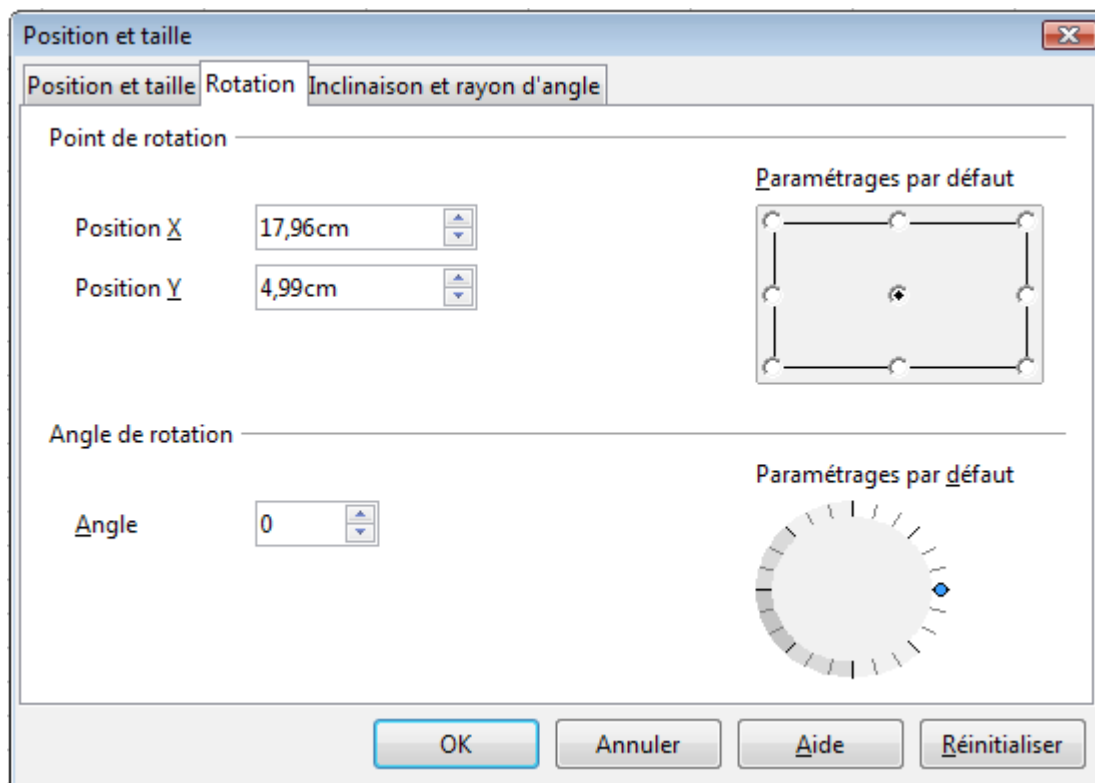 Position et taille
Position et taille Rotation Inclinaison et rayon d'angle
Point de rotation
Paramétrages par défaut
Position X 17,96cm
Position Y 4,99cm
Angle de rotation
Paramétrages par défaut
Angle 0
OK Annuler Aide Réinitialiser